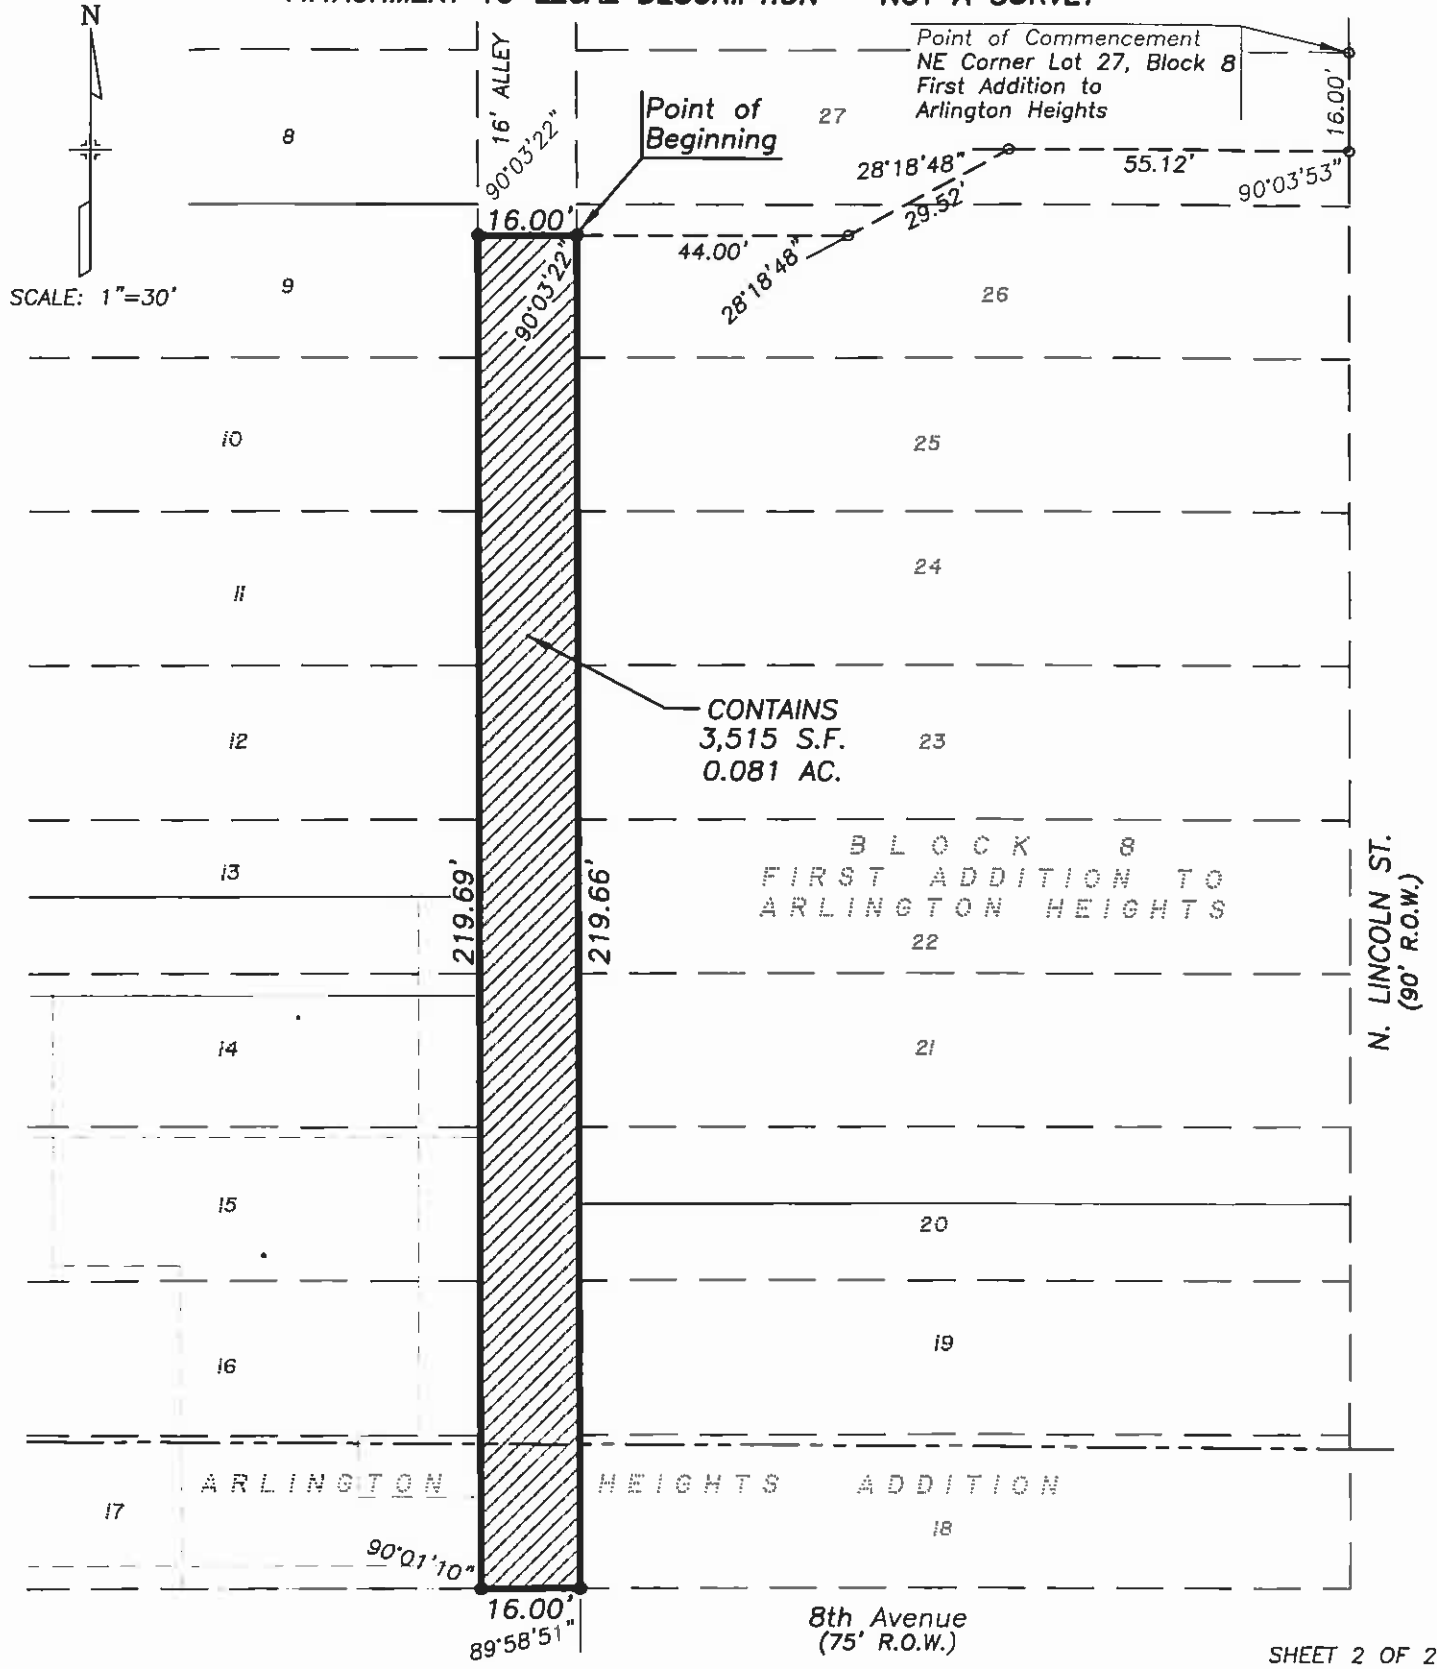 ATTACHMENT TO LEGAL DESCRIPTION - NOT A SURVEY
N
SCALE: 1"=30'
16' ALLEY
90°03'22"
Point of
Beginning
Point of Commencement
NE Corner Lot 27, Block 8
First Addition to
Arlington Heights
16.00'
8
27
28°18'48"
29.52'
55.12'
90°03'53"
16.00'
44.00'
28°18'48"
90°03'22"
9
26
10
25
11
24
12
23
CONTAINS
3,515 S.F.
0.081 AC.
13
219.69'
219.66'
BLOCK 8
FIRST ADDITION TO
ARLINGTON HEIGHTS
22
N. LINCOLN ST.
(90' R.O.W.)
14
21
15
20
16
19
ARLINGTON HEIGHTS ADDITION
17
18
90°01'10"
16.00'
89°58'51"
8th Avenue
(75' R.O.W.)
SHEET 2 OF 2